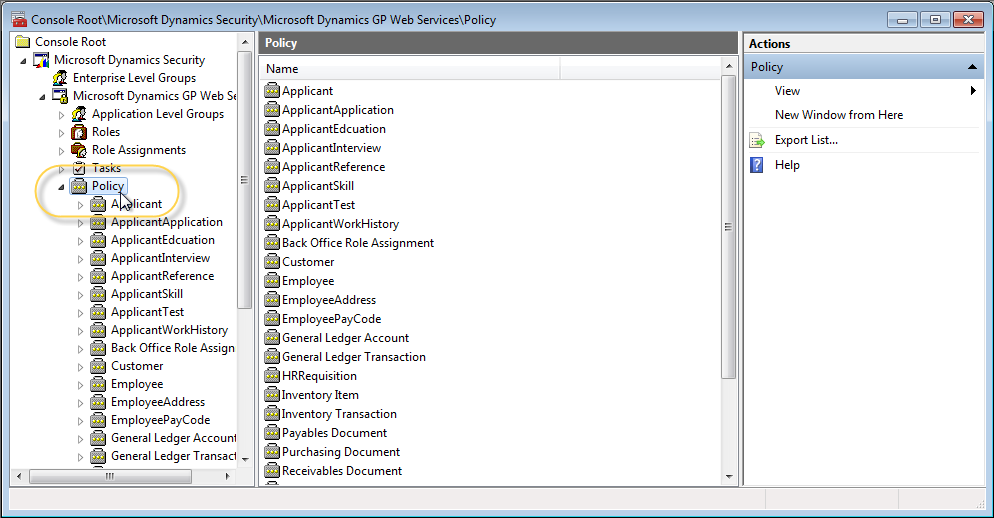 Console Root\Microsoft Dynamics Security\Microsoft Dynamics GP Web Services\Policy
Console Root
Microsoft Dynamics Security
Enterprise Level Groups
Microsoft Dynamics GP Web Se
Application Level Groups
Roles
Role Assignments
Tasks
Policy
Applicant
ApplicantApplication
ApplicantEdcuation
ApplicantInterview
ApplicantReference
ApplicantSkill
ApplicantTest
ApplicantWorkHistory
Back Office Role Assign
Customer
Employee
EmployeeAddress
EmployeePayCode
General Ledger Account
General Ledger Transact
Policy
Name
Applicant
ApplicantApplication
ApplicantEdcuation
ApplicantInterview
ApplicantReference
ApplicantSkill
ApplicantTest
ApplicantWorkHistory
Back Office Role Assignment
Customer
Employee
EmployeeAddress
EmployeePayCode
General Ledger Account
General Ledger Transaction
HRRequisition
Inventory Item
Inventory Transaction
Payables Document
Purchasing Document
Receivables Document
Actions
Policy
View
New Window from Here
Export List...
Help